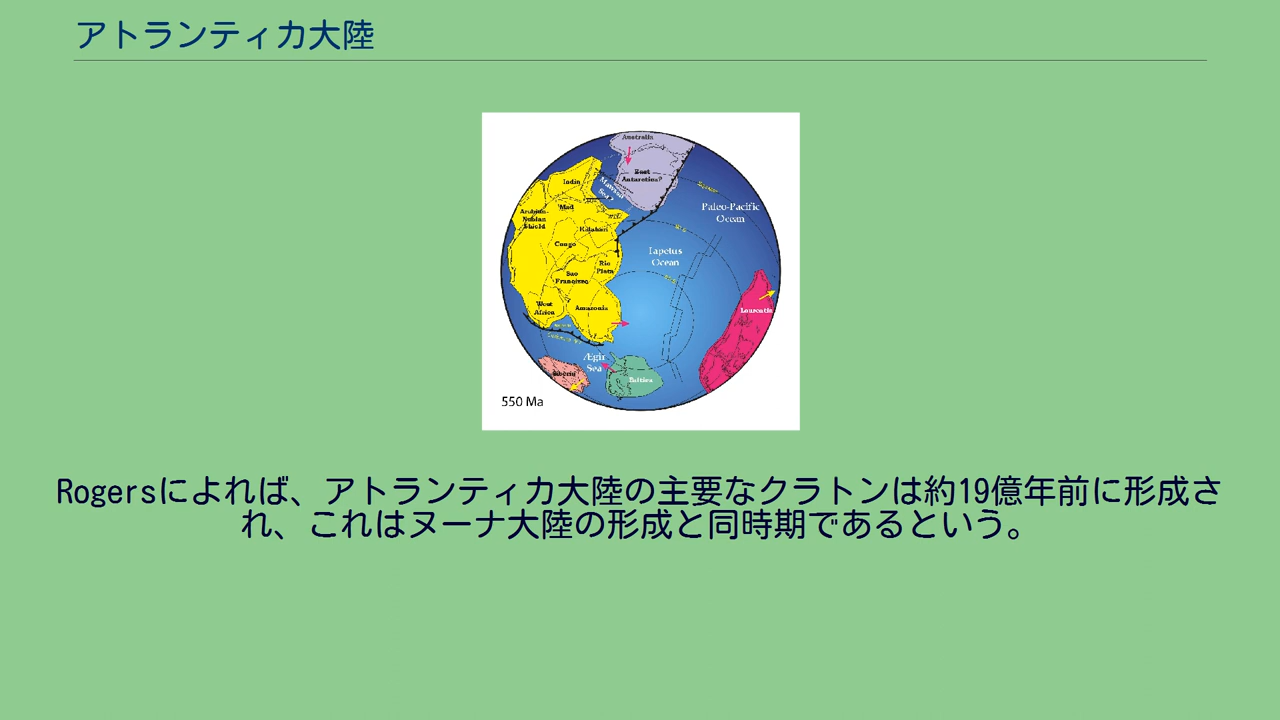 アトランティカ大陸
Australia
East
Antarctica?
India
Mawson
Sea
Mad
Arabian-
Nubian
Shield
Kalahari
Congo
Paleo-Pacific
Ocean
Iapetus
Ocean
Rio
Plata
Sao
Francisco
West
Africa
Amazonia
Laurentia
Ægir
Sea
Siberia
Baltica
550 Ma
Rogersによれば、アトランティカ大陸の主要なクラトンは約19億年前に形成さ
れ、これはヌーナ大陸の形成と同時期であるという。